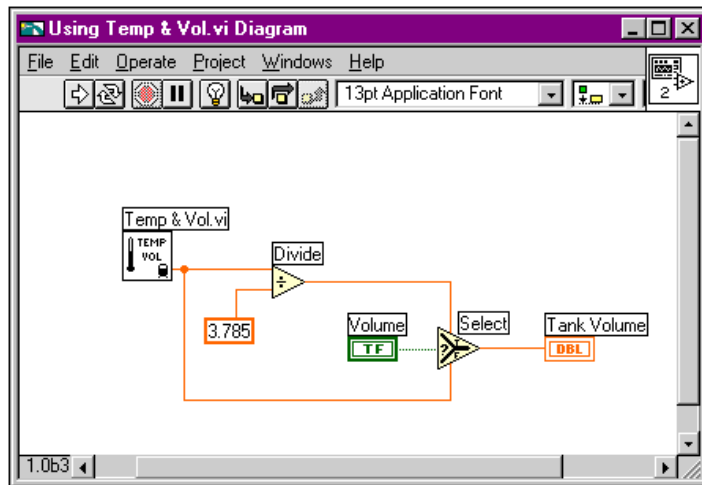 Using Temp & Vol.vi Diagram
File Edit Operate Project Windows Help
13pt Application Font
2
Temp & Vol.vi
TEMP
VOL
Divide
÷
3.785
Volume
TF
Select
?
T
F
Tank Volume
DBL
1.0b3